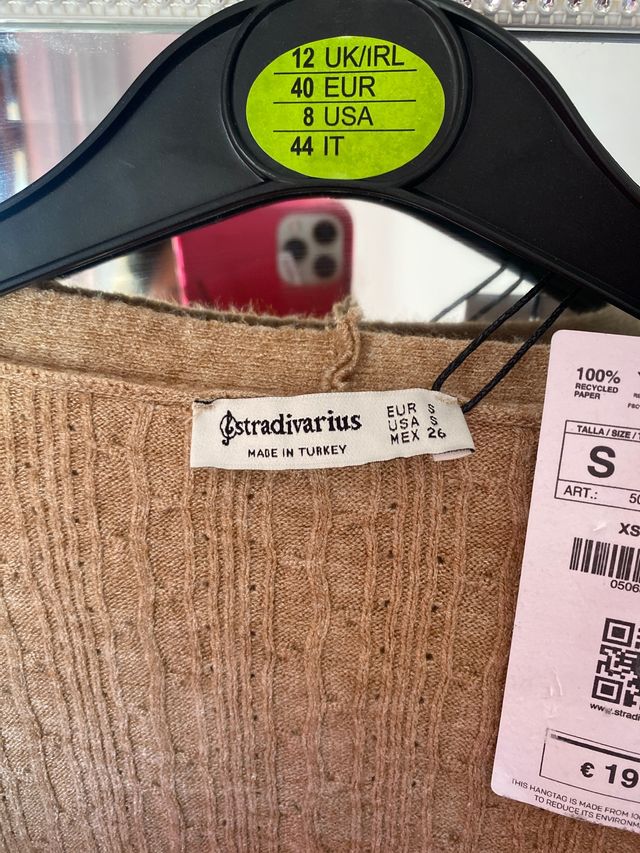 12 UK/IRL
40 EUR
8 USA
44 IT
stradivarius
MADE IN TURKEY
EUR S
USA S
MEX 26
100%
RECYCLED
PAPER
TALLA / SIZE /
S
ART.:
XS
€ 19
THIS HANGTAG IS MADE FROM
TO REDUCE ITS